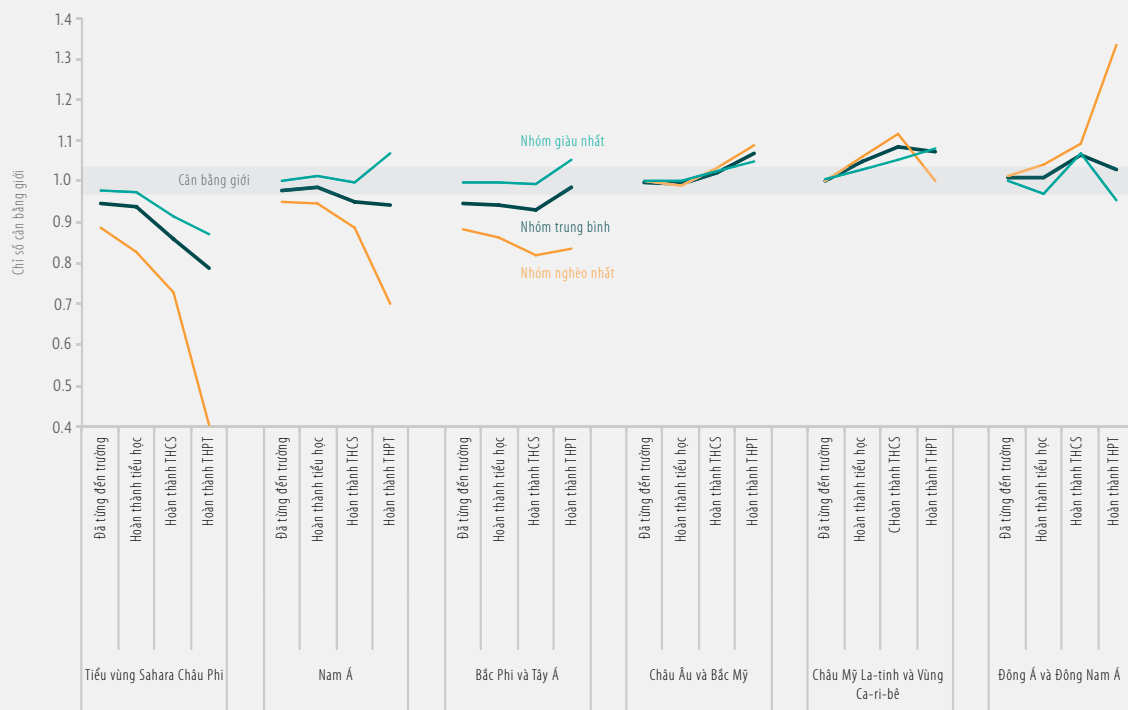 1.4
1.3
1.2
1.1
1.0
0.9
0.8
0.7
0.6
0.5
0.4
Chỉ số cân bằng giới
Cân bằng giới
Nhóm giàu nhất
Nhóm trung bình
Nhóm nghèo nhất
Đã từng đến trường
Hoàn thành tiểu học
Hoàn thành THCS
Hoàn thành THPT
Đã từng đến trường
Hoàn thành tiểu học
Hoàn thành THCS
Hoàn thành THPT
Đã từng đến trường
Hoàn thành tiểu học
Hoàn thành THCS
Hoàn thành THPT
Đã từng đến trường
Hoàn thành tiểu học
Hoàn thành THCS
Hoàn thành THPT
Đã từng đến trường
Hoàn thành tiểu học
CHoàn thành THCS
Hoàn thành THPT
Đã từng đến trường
Hoàn thành tiểu học
Hoàn thành THCS
Hoàn thành THPT
Tiểu vùng Sahara Châu Phi
Nam Á
Bắc Phi và Tây Á
Châu Âu và Bắc Mỹ
Châu Mỹ La-tinh và Vùng
Ca-ri-bê
Đông Á và Đông Nam Á